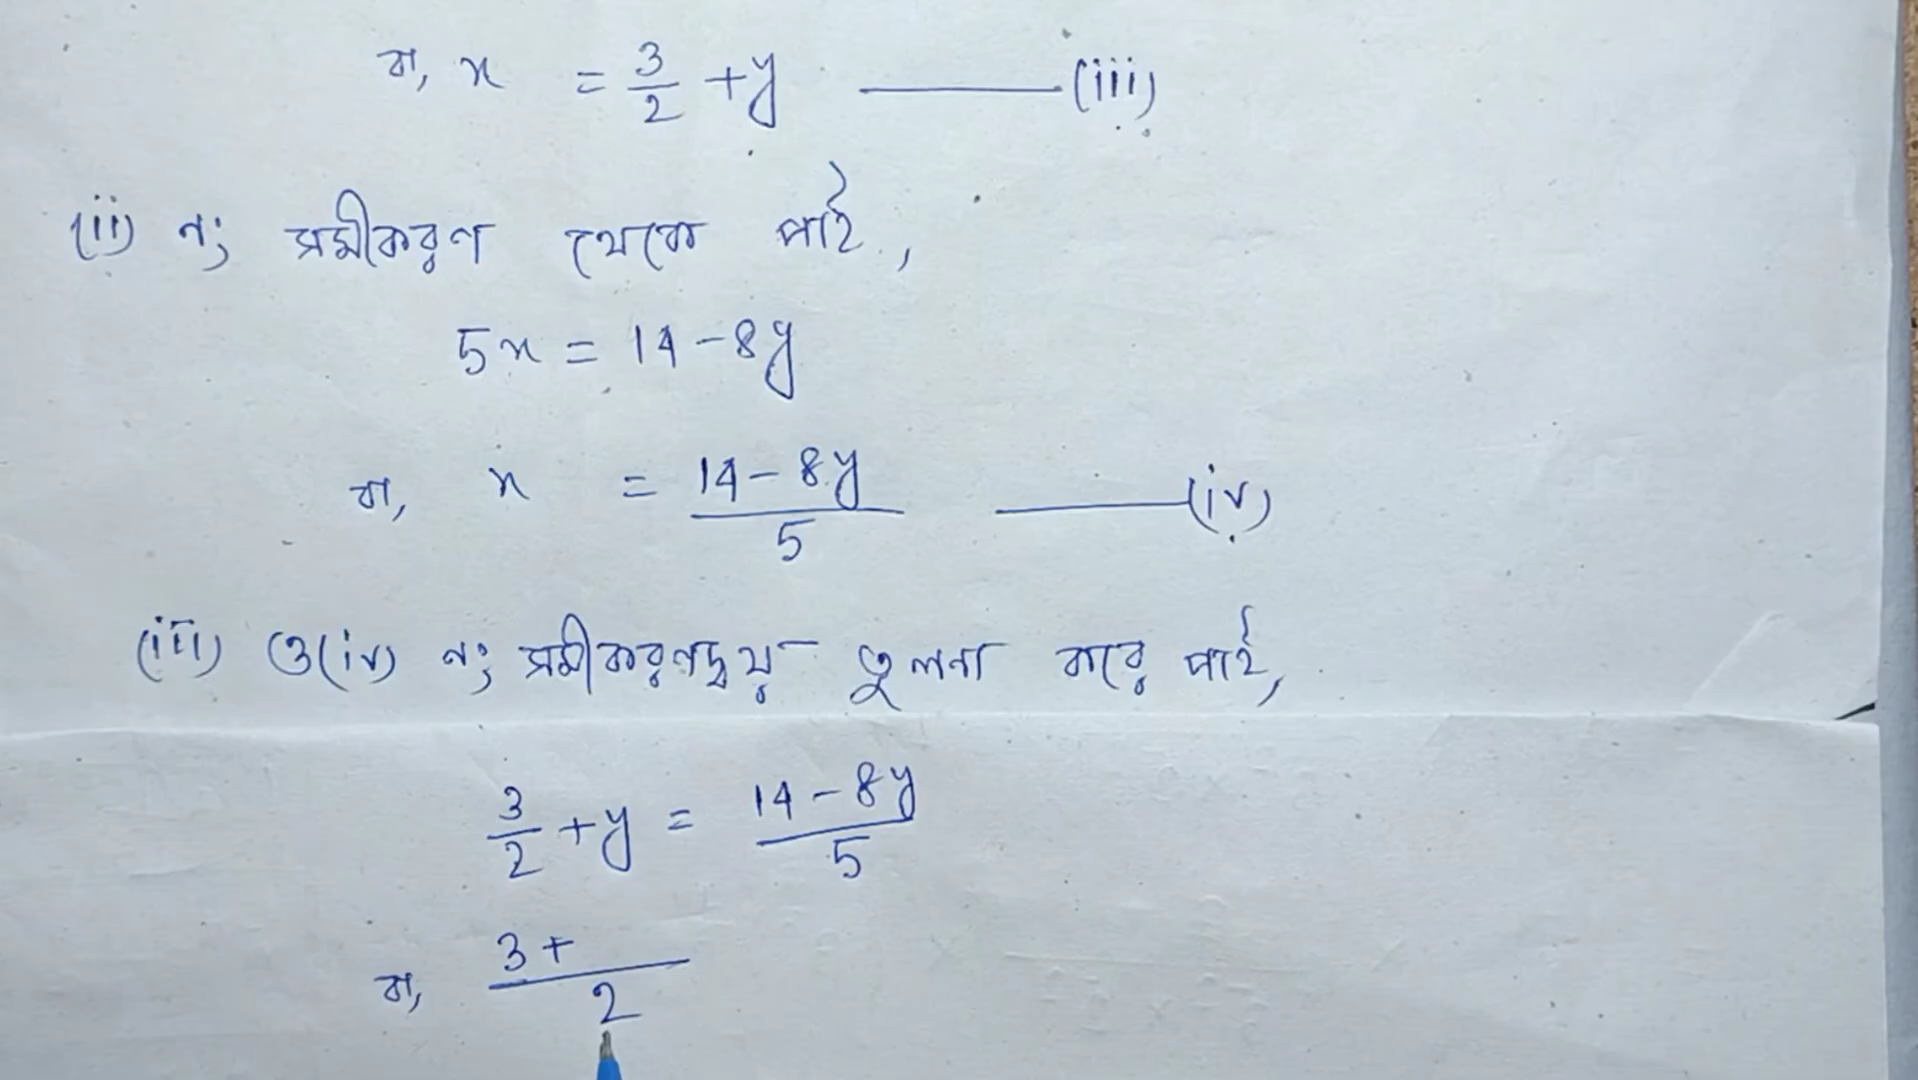 বা, x = 3/2 + y ——— (iii)
(ii) নং সমীকরণ থেকে পাই,
5x = 14 - 8y
বা, x = (14 - 8y)/5 ——— (iv)
(iii) ও (iv) নং সমীকরণদ্বয় তুলনা করে পাই,
3/2 + y = (14 - 8y)/5
বা, (3 + )/2